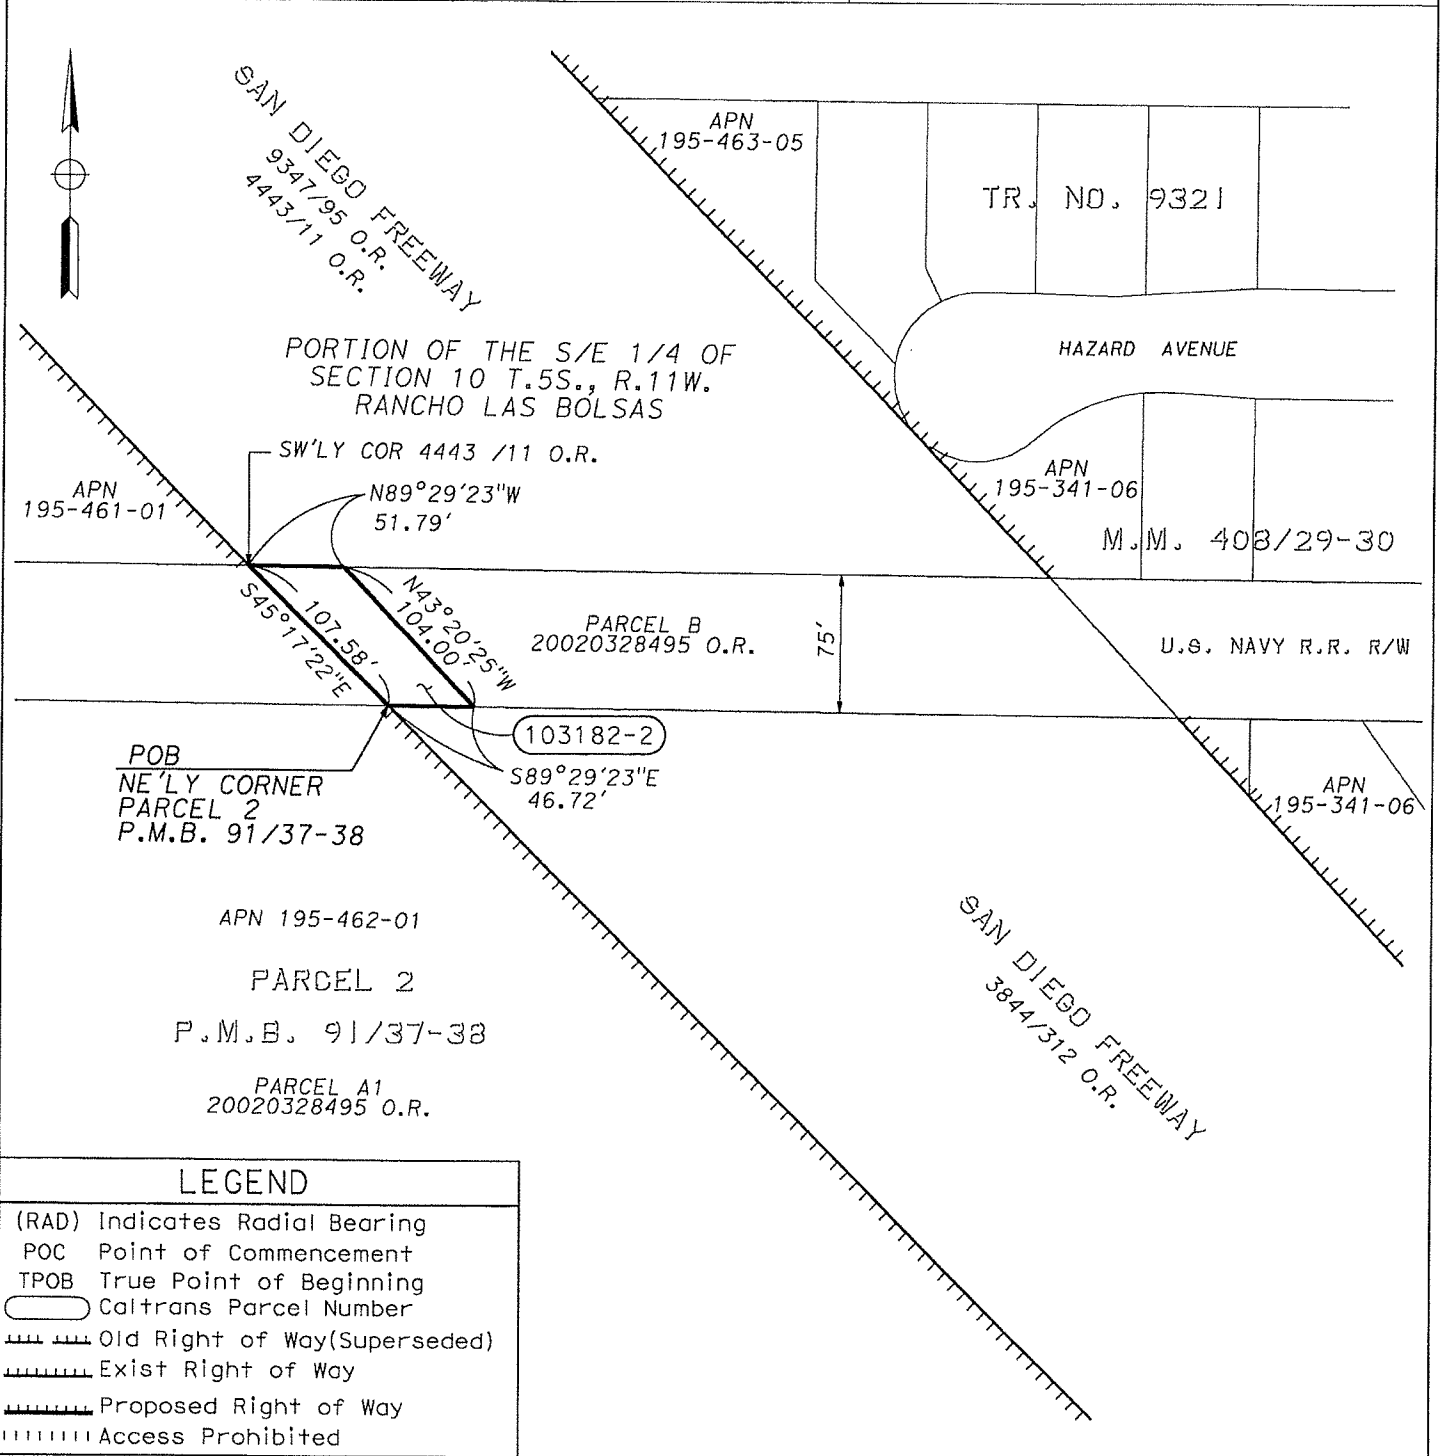 SAN DIEGO FREEWAY
9347/95 O.R.
4443/11 O.R.
APN
195-463-05
TR. NO. 9321
HAZARD AVENUE
PORTION OF THE S/E 1/4 OF
SECTION 10 T.5S., R.11W.
RANCHO LAS BOLSAS
SW'LY COR 4443 /11 O.R.
APN
195-461-01
N89°29'23"W
51.79'
APN
195-341-06
M.M. 408/29-30
S45°17'22"E
107.58'
N43°20'25"W
104.00'
PARCEL B
20020328495 O.R.
75'
U.S. NAVY R.R. R/W
103182-2
S89°29'23"E
46.72'
POB
NE'LY CORNER
PARCEL 2
P.M.B. 91/37-38
APN
195-341-06
APN 195-462-01
PARCEL 2
P.M.B. 91/37-38
PARCEL A1
20020328495 O.R.
SAN DIEGO FREEWAY
3844/312 O.R.
LEGEND
(RAD) Indicates Radial Bearing
POC Point of Commencement
TPOB True Point of Beginning
Caltrans Parcel Number
Old Right of Way(Superseded)
Exist Right of Way
Proposed Right of Way
Access Prohibited